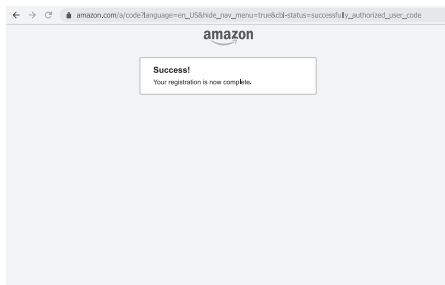 amazon.com/a/code?language=en_US&hide_nav_menu=true&cbl-status=successfully_authorized_user_code
amazon
Success!
Your registration is now complete.